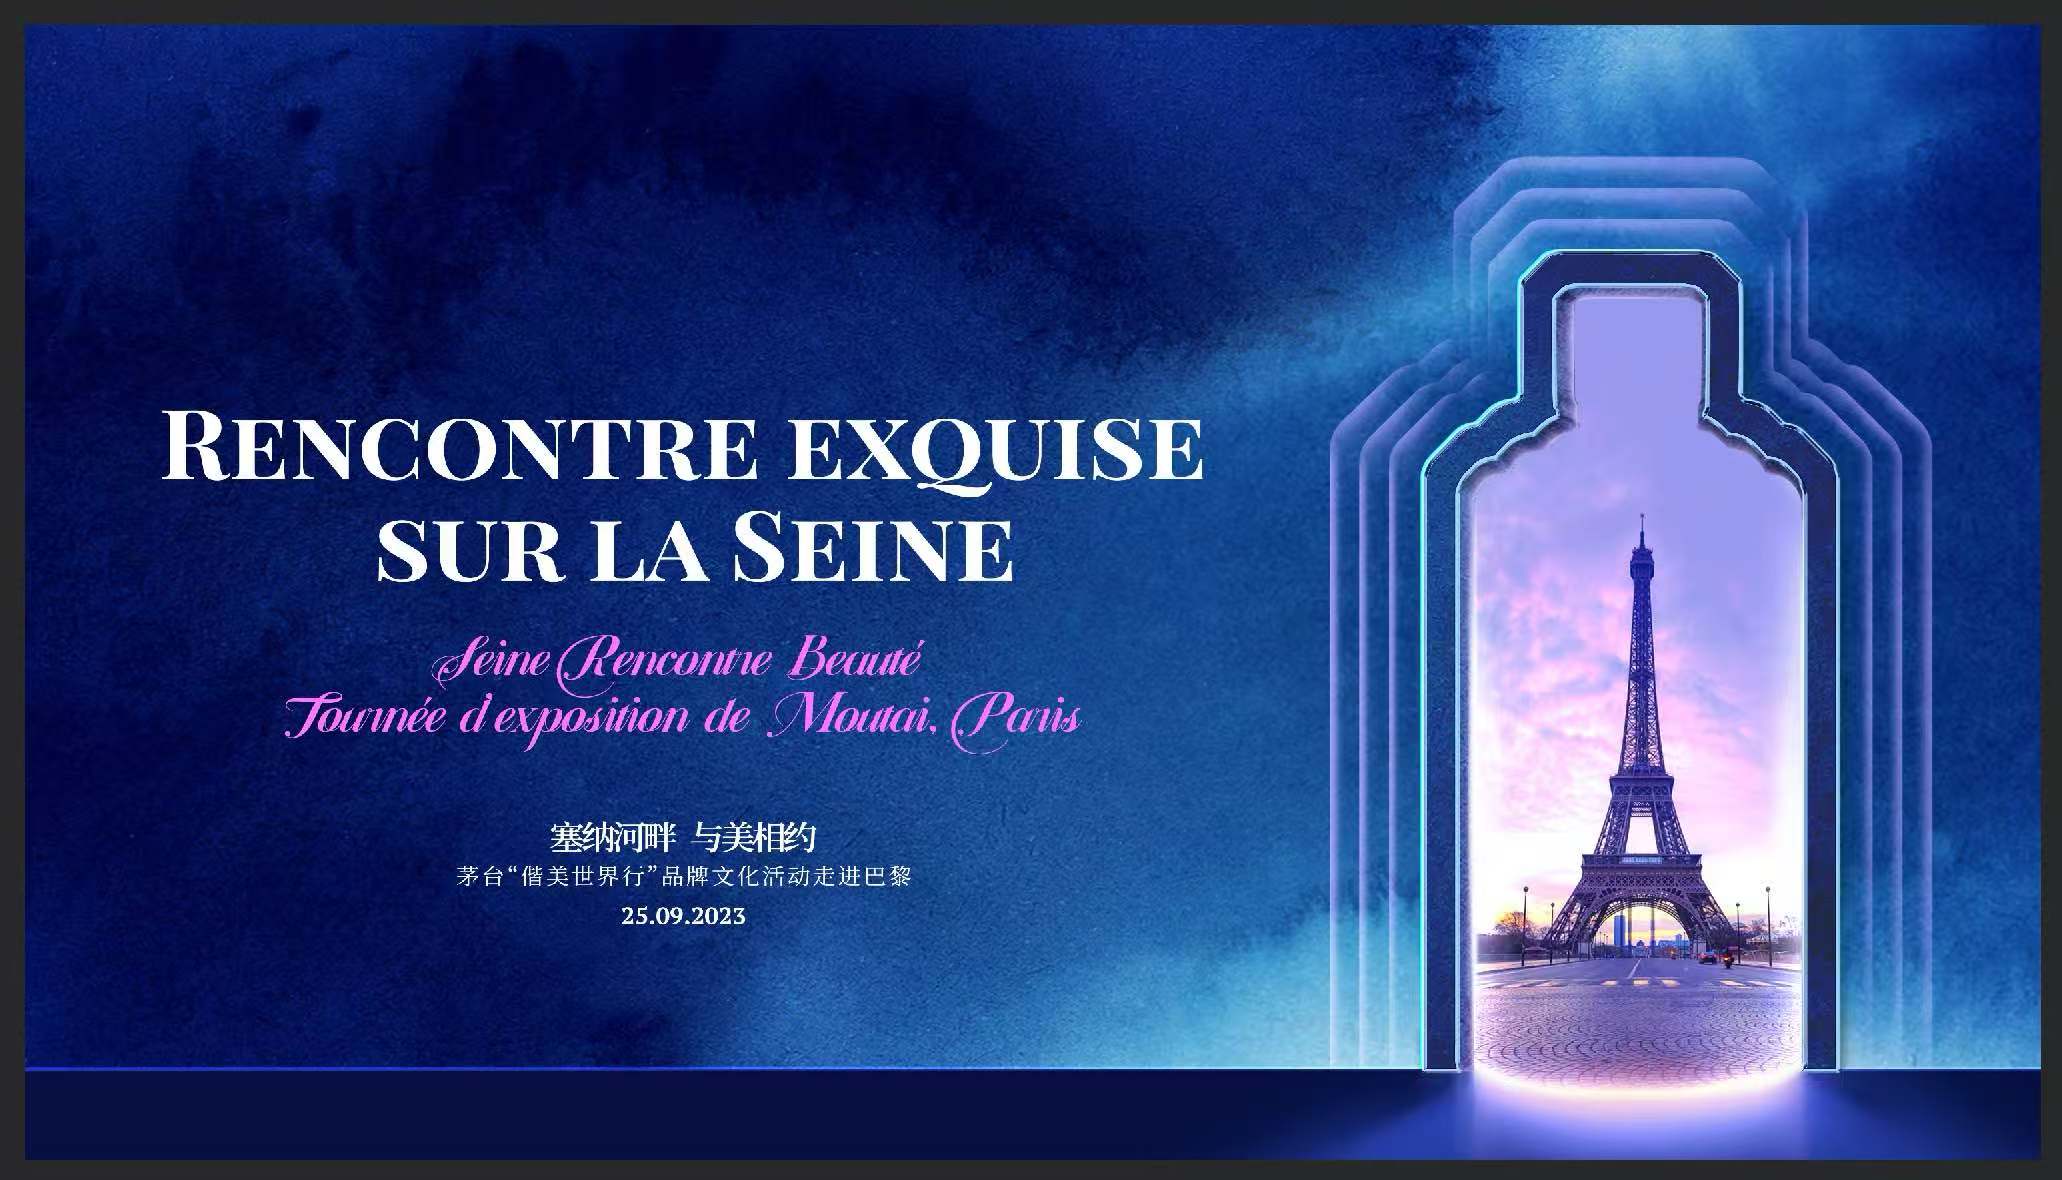 Rencontre exquise
sur la Seine
Seine Rencontre Beauté
Tournée d'exposition de Moutai, Paris
塞纳河畔 与美相约
茅台“偕美世界行”品牌文化活动走进巴黎
25.09.2023